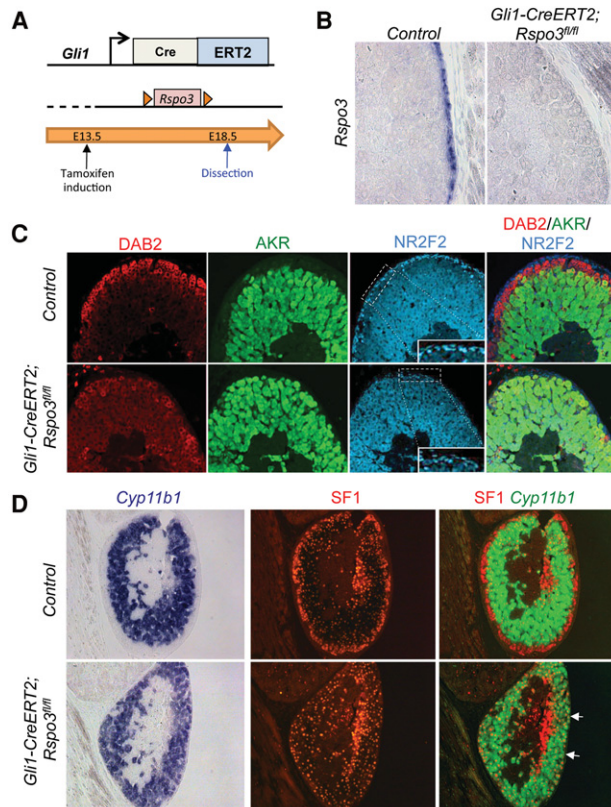 A
Gli1 Cre ERT2
Rspo3
E13.5 E18.5
Tamoxifen induction Dissection
B
Control Gli1-CreERT2; Rspo3fl/fl
Rspo3
C
DAB2 AKR NR2F2 DAB2/AKR/ NR2F2
Control
Gli1-CreERT2; Rspo3fl/fl
D
Cyp11b1 SF1 SF1 Cyp11b1
Control
Gli1-CreERT2; Rspo3fl/fl